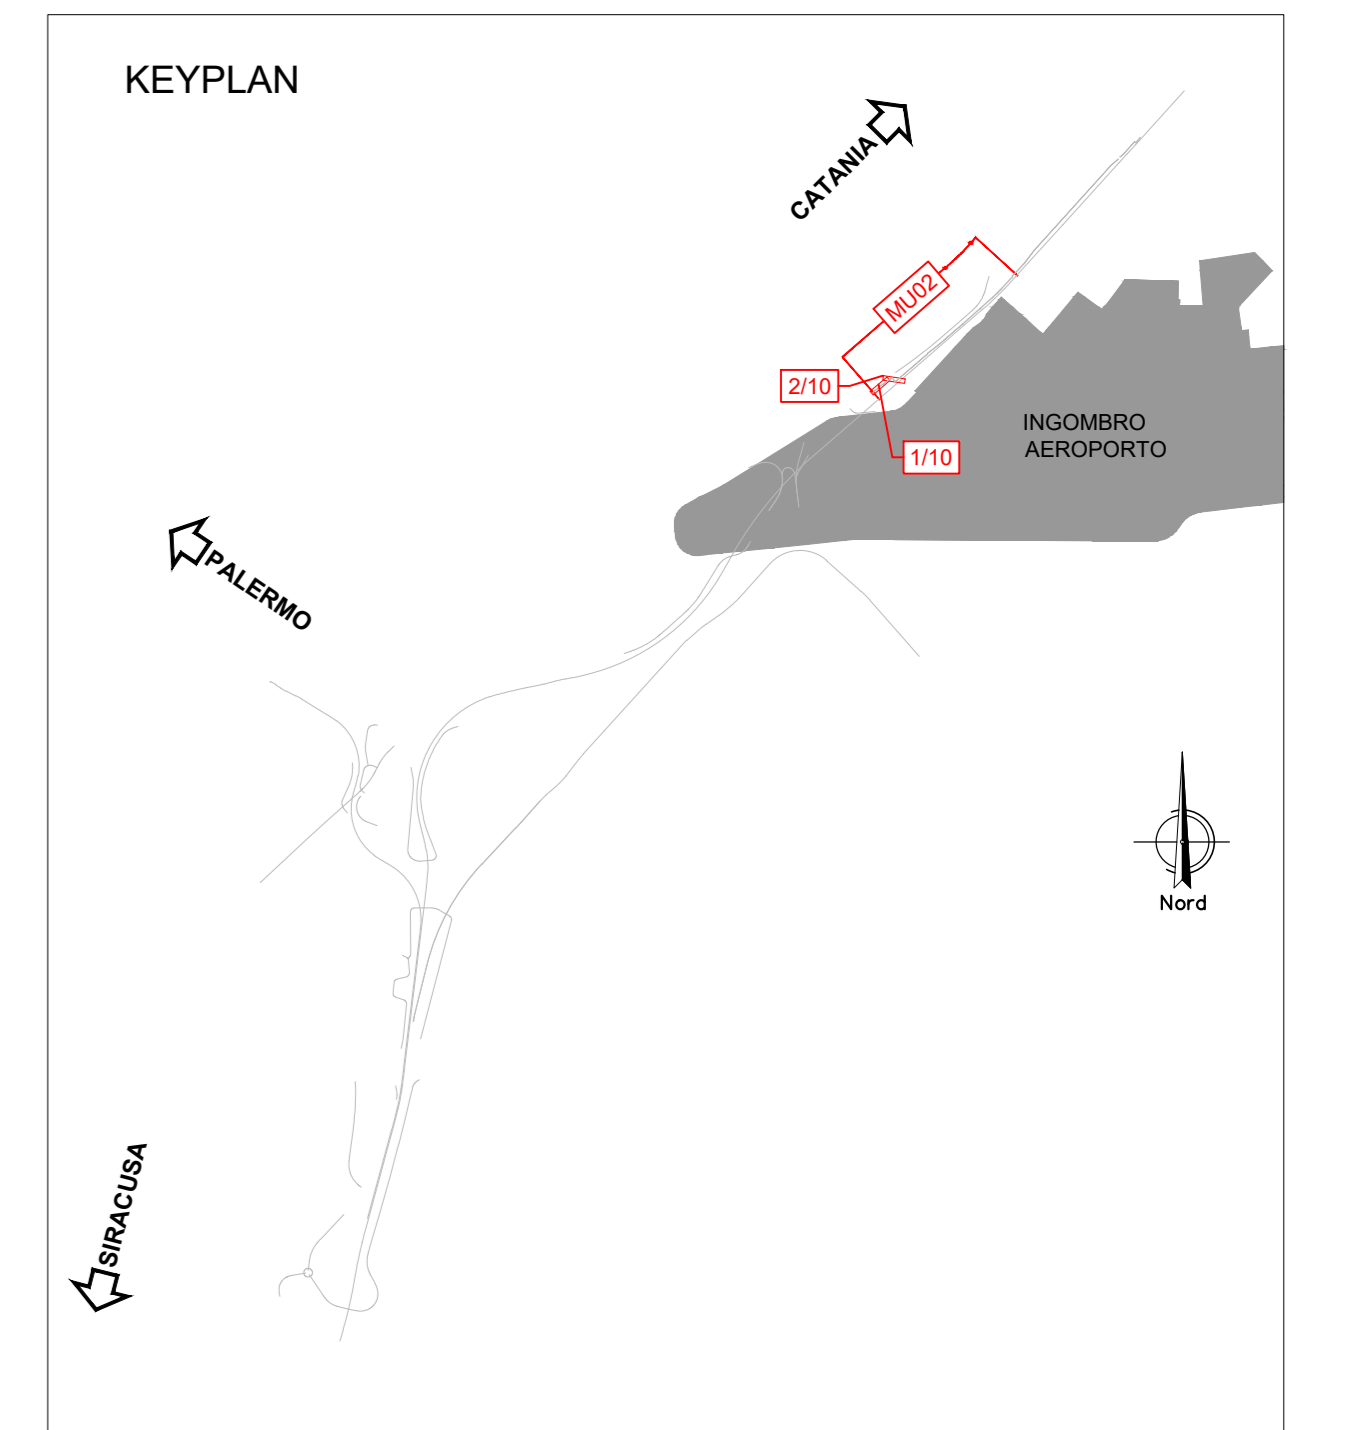 KEYPLAN
CATANIA
MU02
2/10
1/10
INGOMBRO
AEROPORTO
PALERMO
Nord
SIRACUSA